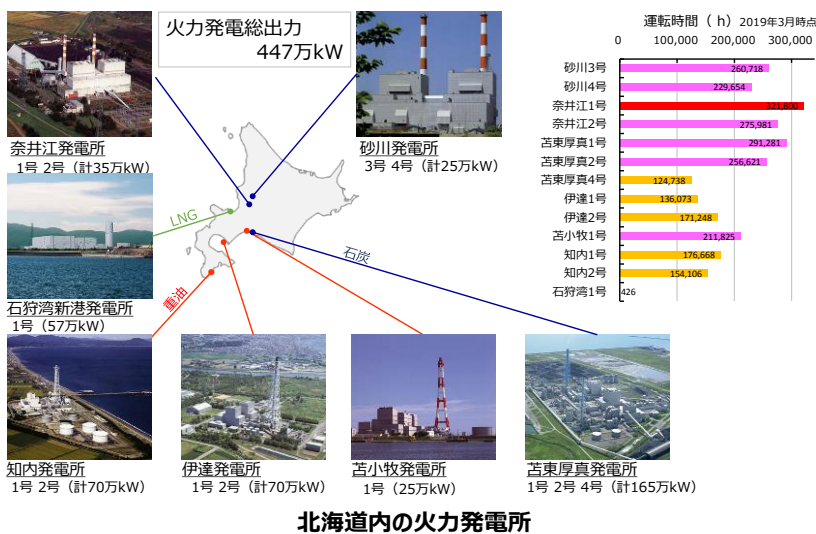 火力発電総出力
447万kW
奈井江発電所
1号 2号（計35万kW）
砂川発電所
3号 4号（計25万kW）
石狩湾新港発電所
1号（57万kW）
LNG
石炭
重油
知内発電所
1号 2号（計70万kW）
伊達発電所
1号 2号（計70万kW）
苫小牧発電所
1号（25万kW）
苫東厚真発電所
1号 2号 4号（計165万kW）
運転時間（ h）2019年3月時点
0 100,000 200,000 300,000
砂川3号 260,718
砂川4号 229,654
奈井江1号 321,800
奈井江2号 275,981
苫東厚真1号 291,281
苫東厚真2号 256,621
苫東厚真4号 124,738
伊達1号 136,073
伊達2号 171,248
苫小牧1号 211,825
知内1号 176,668
知内2号 154,106
石狩湾1号 426
北海道内の火力発電所